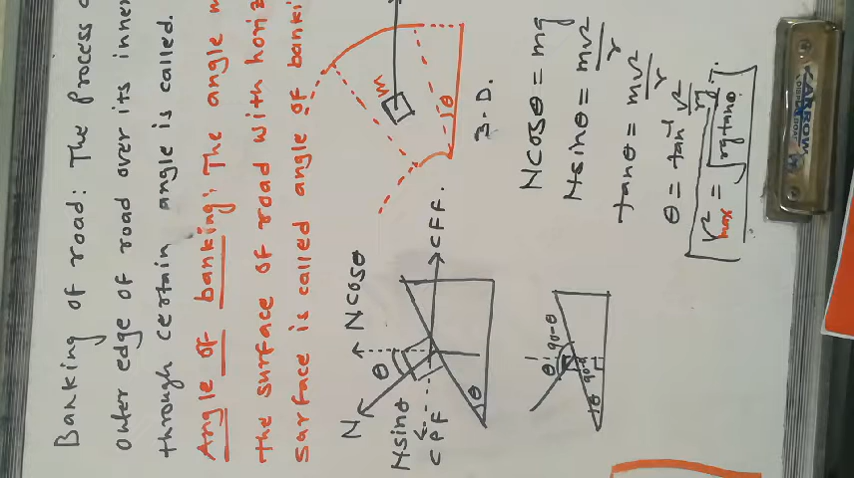 Banking of road: The process o
outer edge of road over its inner
through certain angle is called.
Angle of banking: The angle m
the surface of road with horiz
surface is called angle of banki
m
θ
3-D.
N
N cosθ
θ
N sinθ
CPF
CFF.
θ
N cosθ = mg
N sinθ = mv²/r
tanθ = mv²/r
θ = tan⁻¹ v²/rg
V²max = √rg tanθ
θ
90-θ
90-θ
θ
ARROW